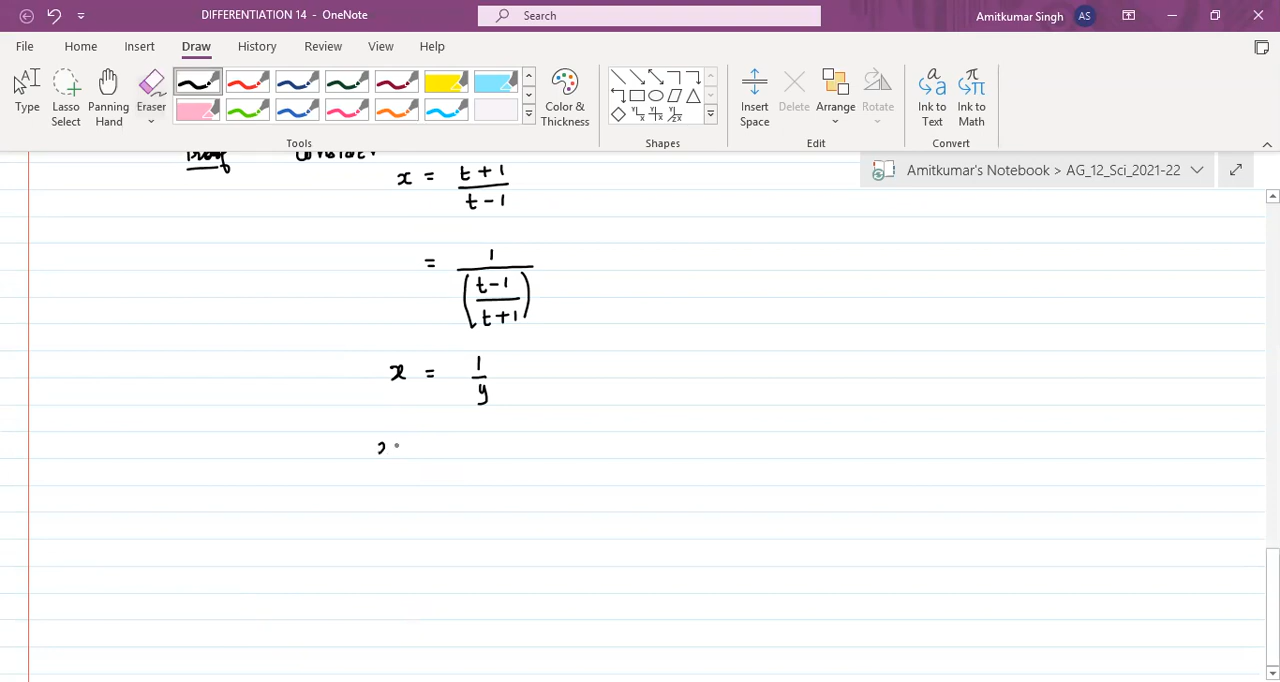 DIFFERENTIATION 14 - OneNote
Search
Amitkumar Singh AS
File Home Insert Draw History Review View Help
Type Lasso Select Panning Hand Eraser Color & Thickness Insert Space Delete Arrange Rotate Ink to Text Ink to Math
Tools Shapes Edit Convert
Amitkumar's Notebook > AG_12_Sci_2021-22
Proof Consider
x = t+1
t-1
= 1
(t-1
t+1)
x = 1
y